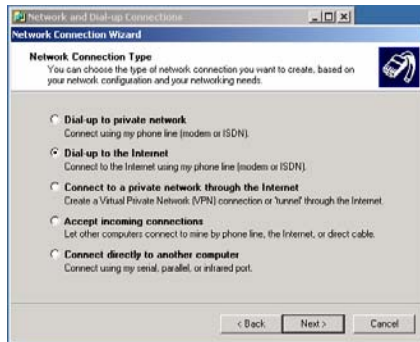 Network and Dial-up Connections
Network Connection Wizard
Network Connection Type
You can choose the type of network connection you want to create, based on
your network configuration and your networking needs.
Dial-up to private network
Connect using my phone line (modem or ISDN).
Dial-up to the Internet
Connect to the Internet using my phone line (modem or ISDN).
Connect to a private network through the Internet
Create a Virtual Private Network (VPN) connection or 'tunnel' through the Internet.
Accept incoming connections
Let other computers connect to mine by phone line, the Internet, or direct cable.
Connect directly to another computer
Connect using my serial, parallel, or infrared port.
< Back Next > Cancel